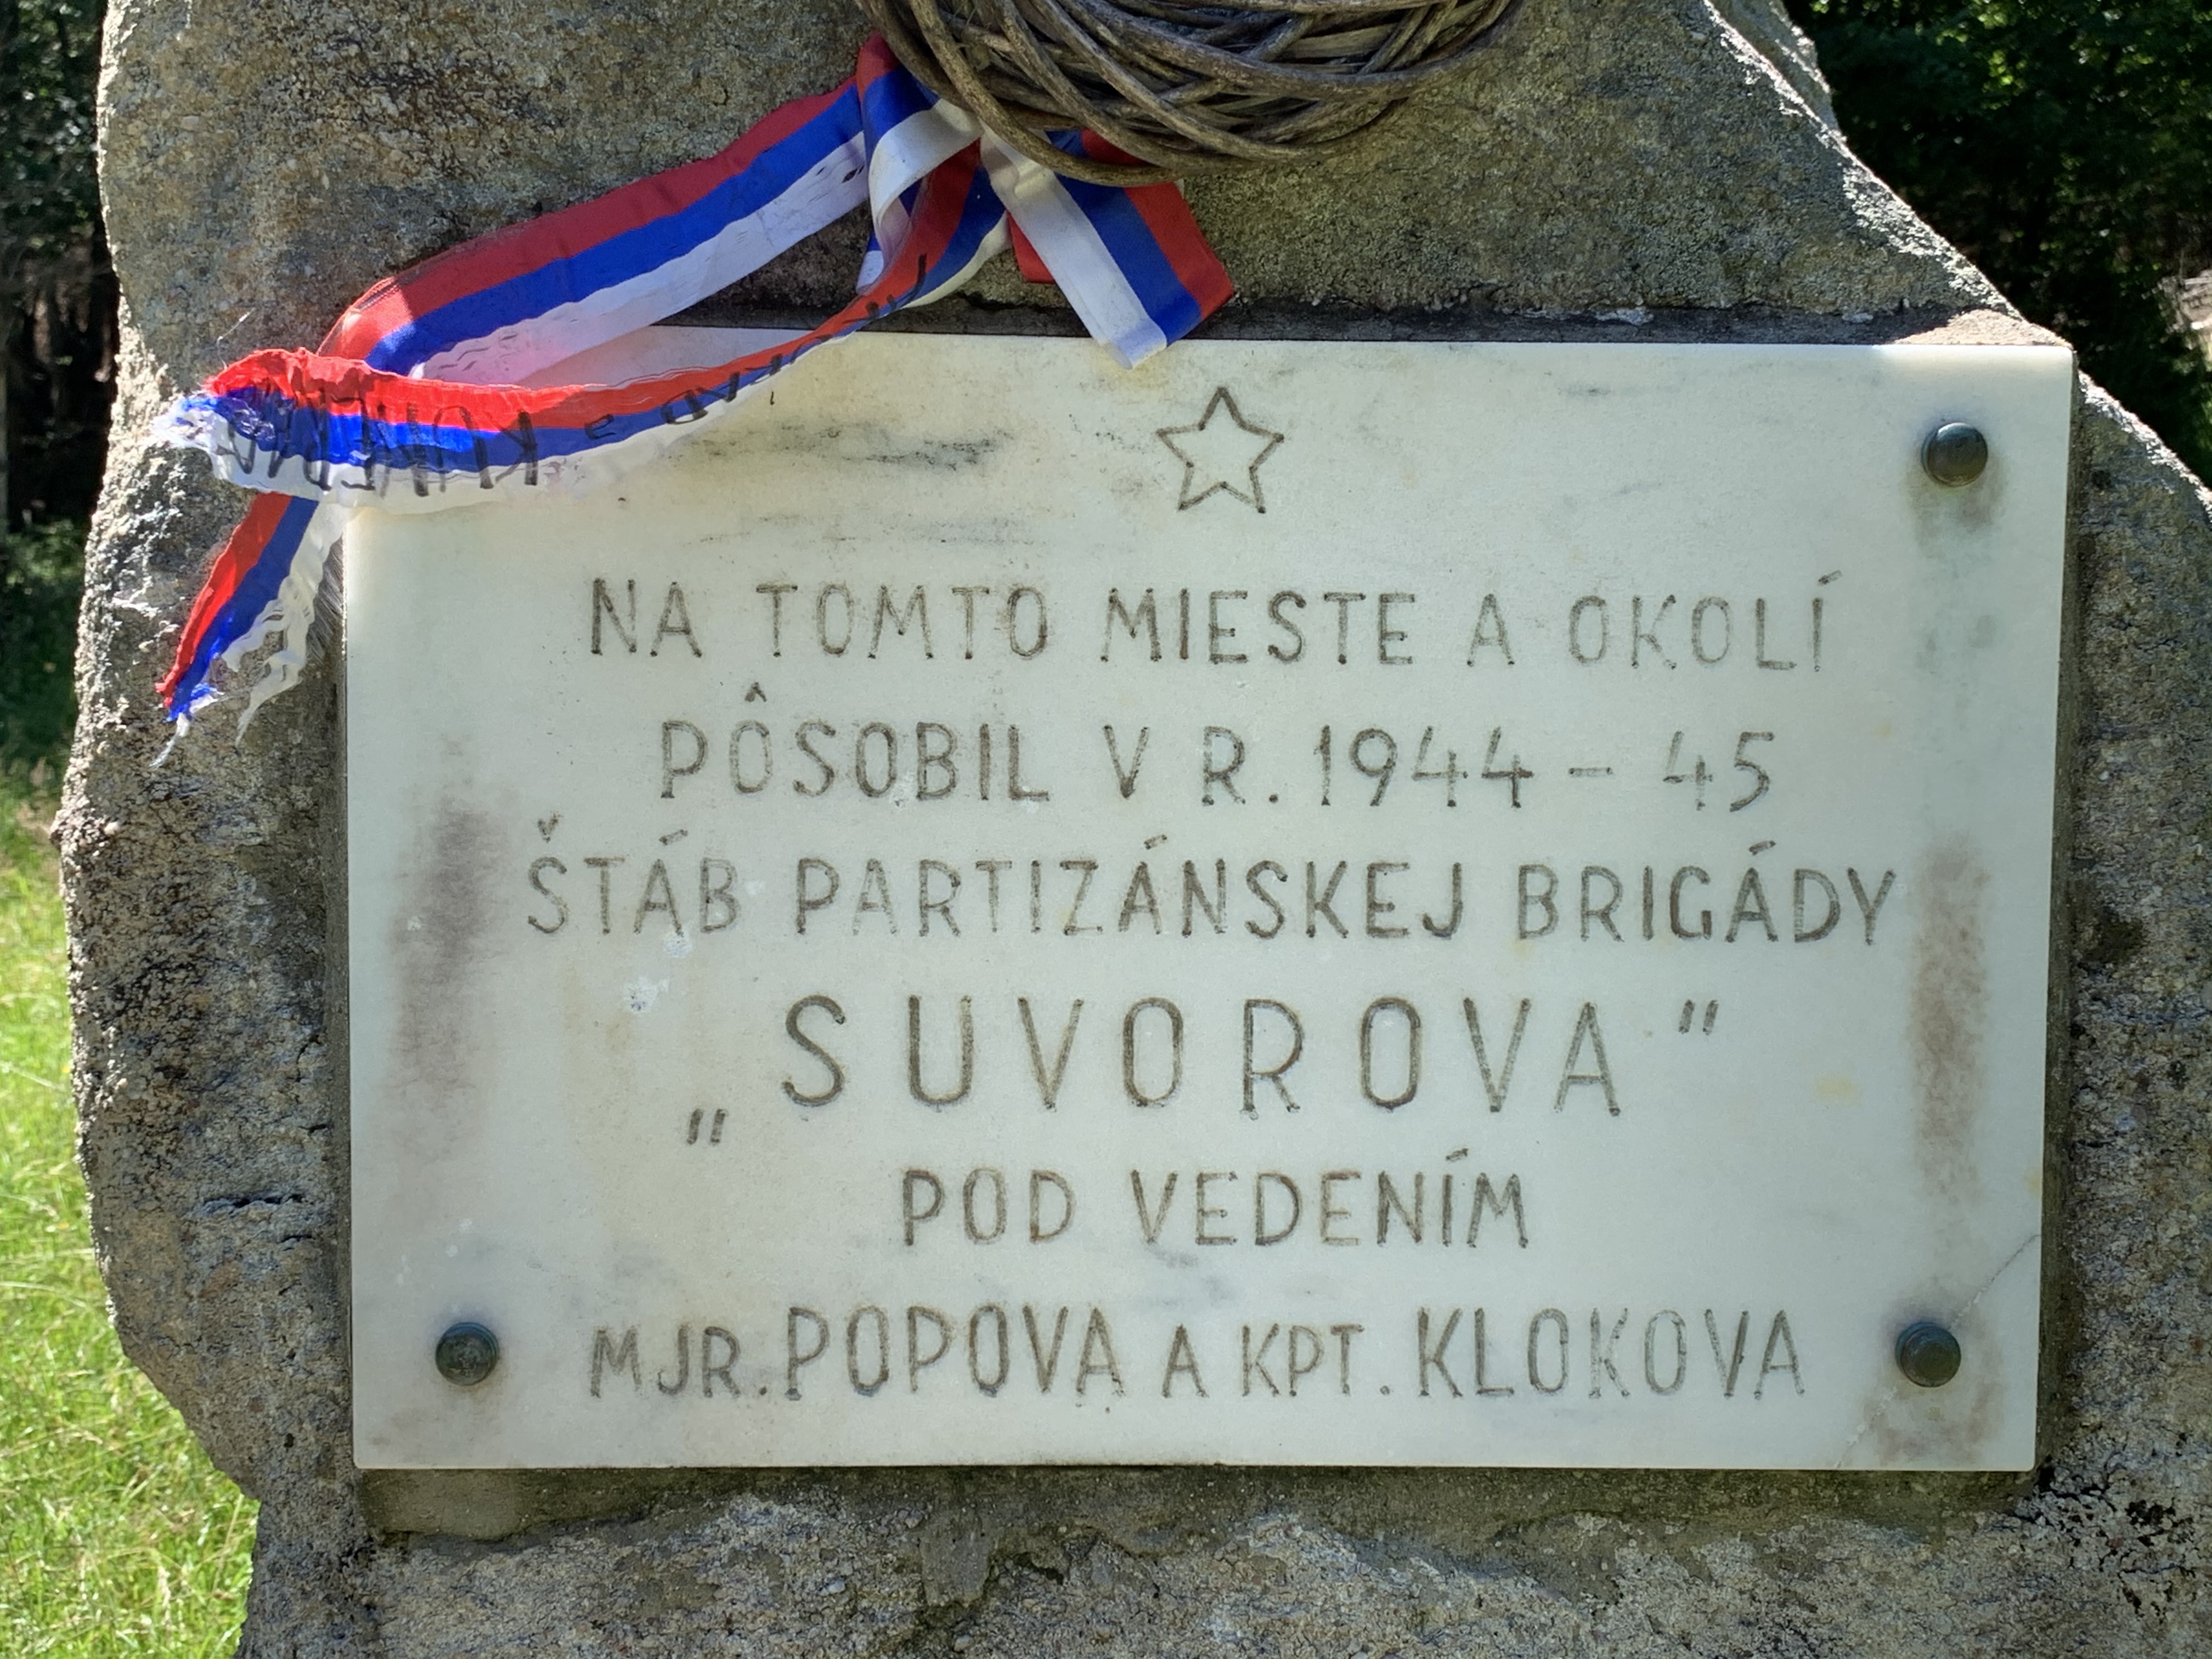 NA TOMTO MIESTE A OKOLÍ
PÔSOBIL V R. 1944 – 45
ŠTÁB PARTIZÁNSKEJ BRIGÁDY
„SUVOROVA"
POD VEDENÍM
MJR. POPOVA A KPT. KLOKOVA